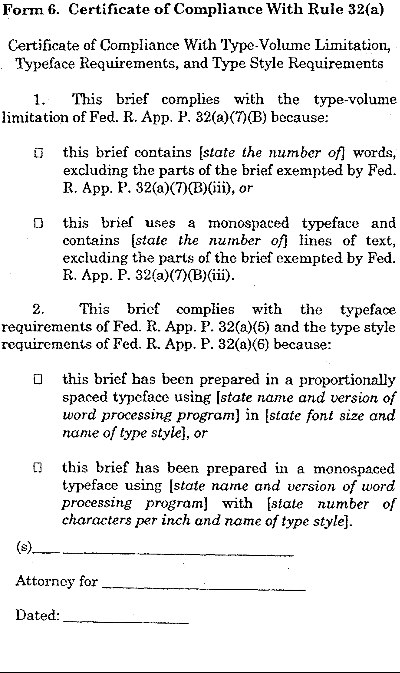 Form 6. Certificate of Compliance With Rule 32(a)
Certificate of Compliance With Type-Volume Limitation,
Typeface Requirements, and Type Style Requirements
1. This brief complies with the type-volume
limitation of Fed. R. App. P. 32(a)(7)(B) because:
this brief contains [state the number of] words,
excluding the parts of the brief exempted by Fed.
R. App. P. 32(a)(7)(B)(iii), or
this brief uses a monospaced typeface and
contains [state the number of] lines of text,
excluding the parts of the brief exempted by Fed.
R. App. P. 32(a)(7)(B)(iii).
2. This brief complies with the typeface
requirements of Fed. R. App. P. 32(a)(5) and the type style
requirements of Fed. R. App. P. 32(a)(6) because:
this brief has been prepared in a proportionally
spaced typeface using [state name and version of
word processing program] in [state font size and
name of type style], or
this brief has been prepared in a monospaced
typeface using [state name and version of word
processing program] with [state number of
characters per inch and name of type style].
(s)
Attorney for
Dated: